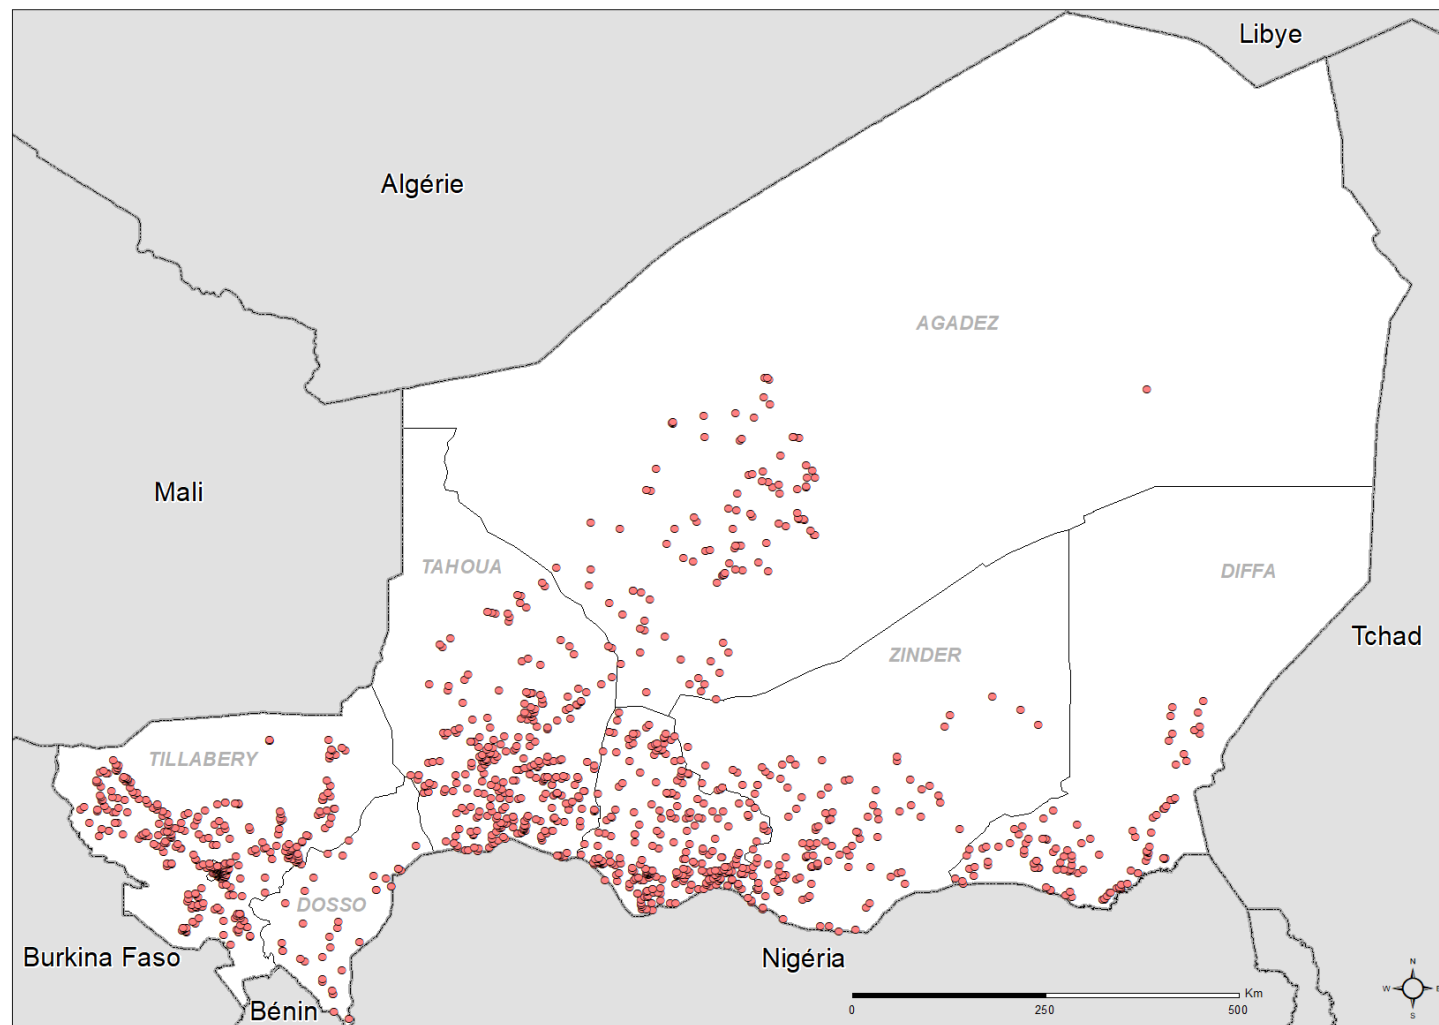 Libye
Algérie
AGADEZ
Mali
TAHOUA
DIFFA
Tchad
ZINDER
TILLABERY
DOSSO
Burkina Faso
Nigéria
Bénin
Km
0
250
500
N
W
E
S